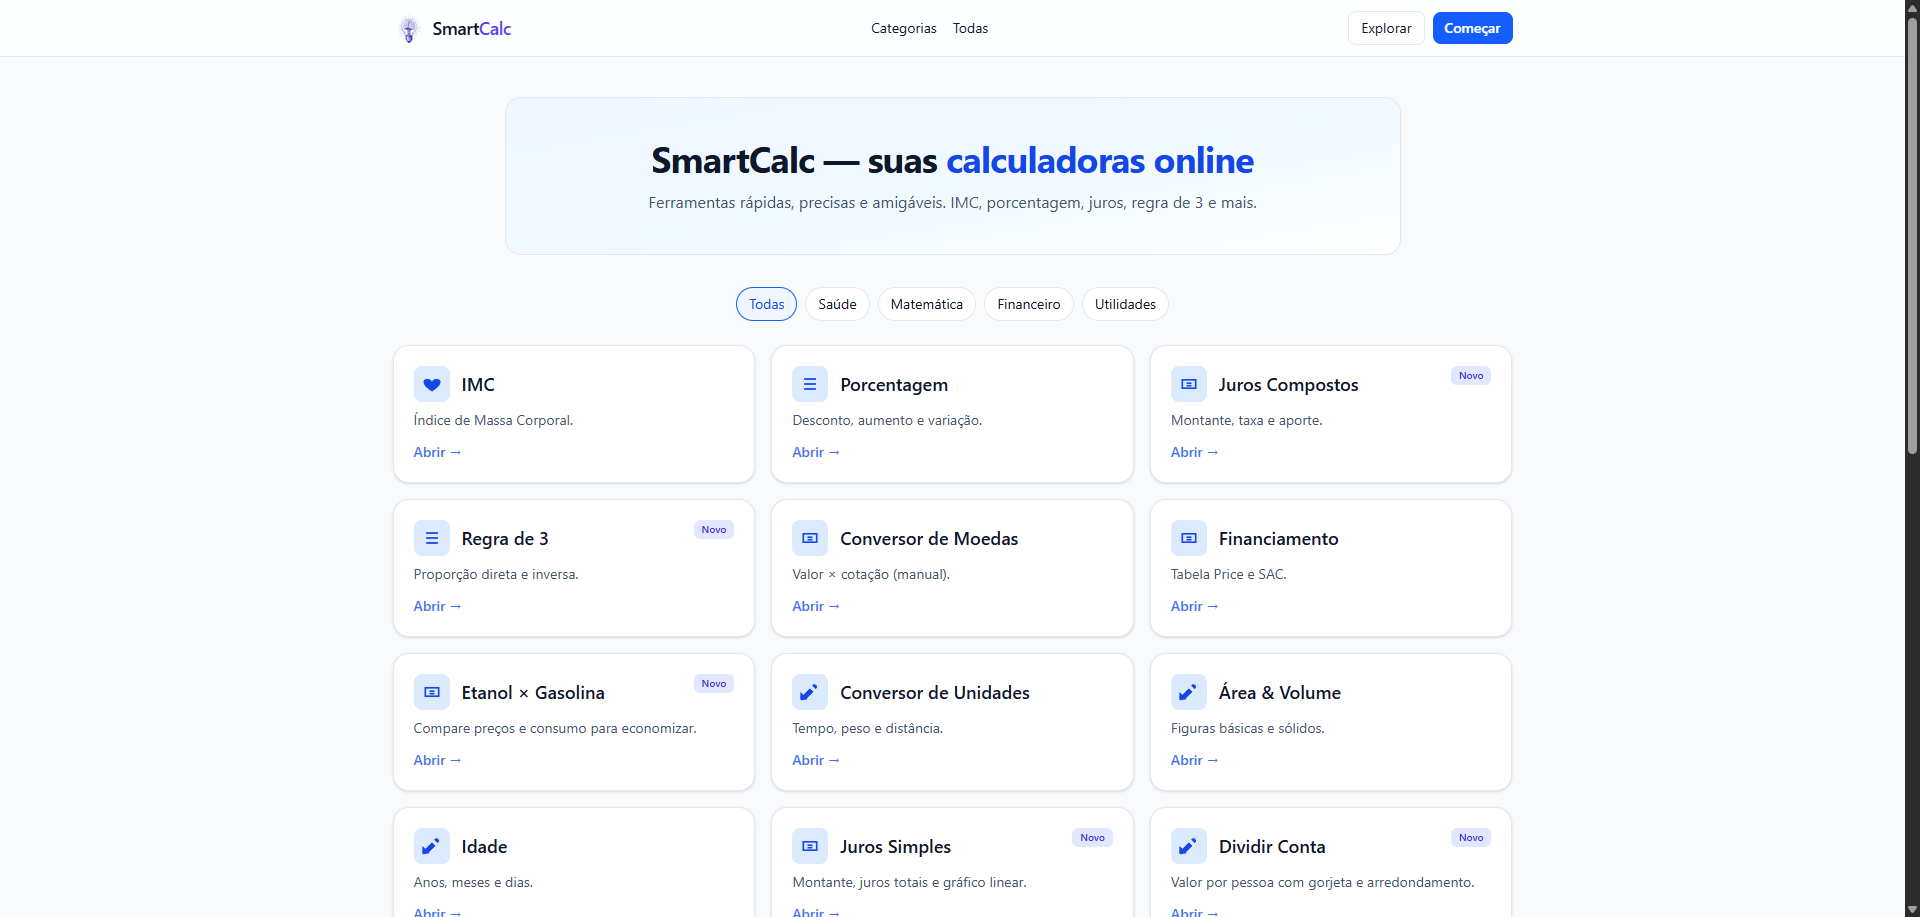 SmartCalc
Categorias
Todas
Explorar
Começar
SmartCalc — suas calculadoras online
Ferramentas rápidas, precisas e amigáveis. IMC, porcentagem, juros, regra de 3 e mais.
Todas
Saúde
Matemática
Financeiro
Utilidades
IMC
Índice de Massa Corporal.
Abrir →
Porcentagem
Desconto, aumento e variação.
Abrir →
Juros Compostos
Novo
Montante, taxa e aporte.
Abrir →
Regra de 3
Novo
Proporção direta e inversa.
Abrir →
Conversor de Moedas
Valor × cotação (manual).
Abrir →
Financiamento
Tabela Price e SAC.
Abrir →
Etanol × Gasolina
Novo
Compare preços e consumo para economizar.
Abrir →
Conversor de Unidades
Tempo, peso e distância.
Abrir →
Área & Volume
Figuras básicas e sólidos.
Abrir →
Idade
Anos, meses e dias.
Abrir →
Juros Simples
Novo
Montante, juros totais e gráfico linear.
Abrir →
Dividir Conta
Novo
Valor por pessoa com gorjeta e arredondamento.
Abrir →